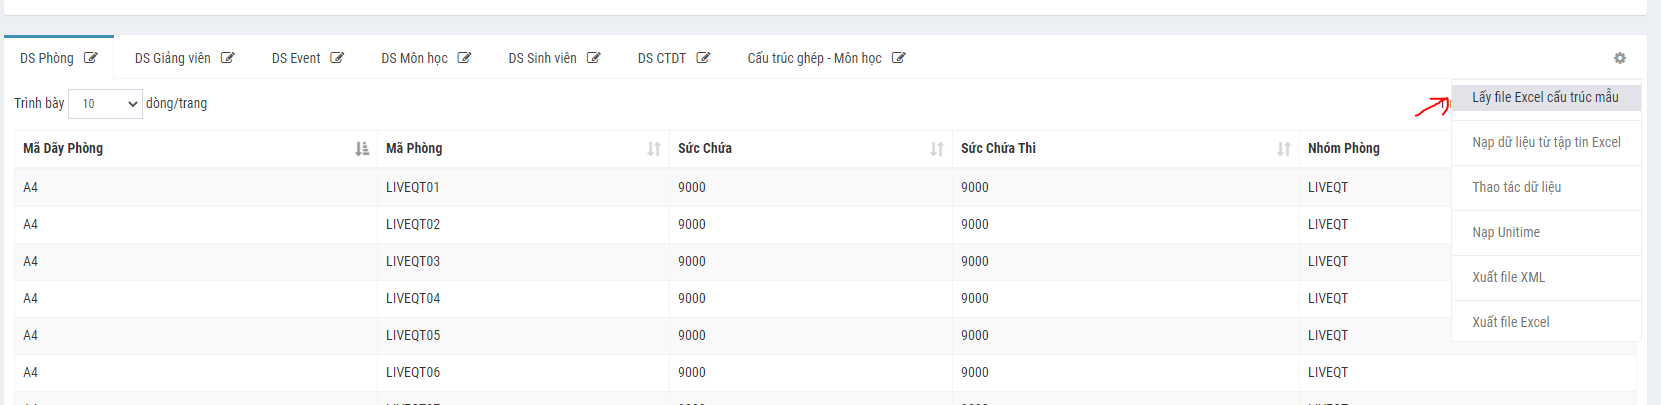 DS Phòng DS Giảng viên DS Event DS Môn học DS Sinh viên DS CTDT Cấu trúc ghép - Môn học
Trình bày 10 dòng/trang
Lấy file Excel cấu trúc mẫu
Nạp dữ liệu từ tập tin Excel
Thao tác dữ liệu
Nạp Unitime
Xuất file XML
Xuất file Excel
Mã Dãy Phòng Mã Phòng Sức Chứa Sức Chứa Thi Nhóm Phòng
A4 LIVEQT01 9000 9000 LIVEQT
A4 LIVEQT02 9000 9000 LIVEQT
A4 LIVEQT03 9000 9000 LIVEQT
A4 LIVEQT04 9000 9000 LIVEQT
A4 LIVEQT05 9000 9000 LIVEQT
A4 LIVEQT06 9000 9000 LIVEQT